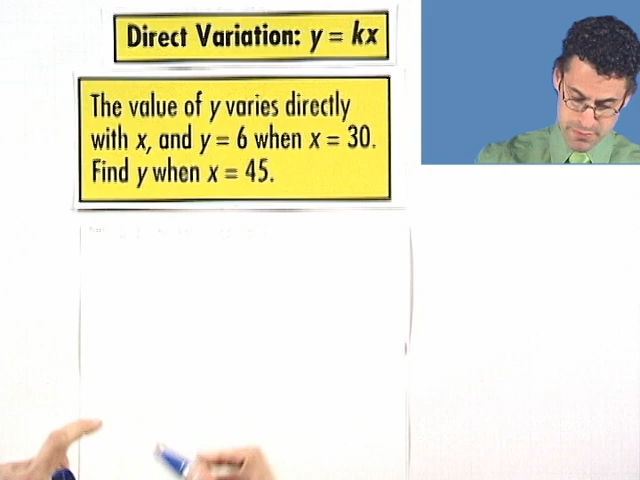 Direct Variation: y = kx
The value of y varies directly
with x, and y = 6 when x = 30.
Find y when x = 45.